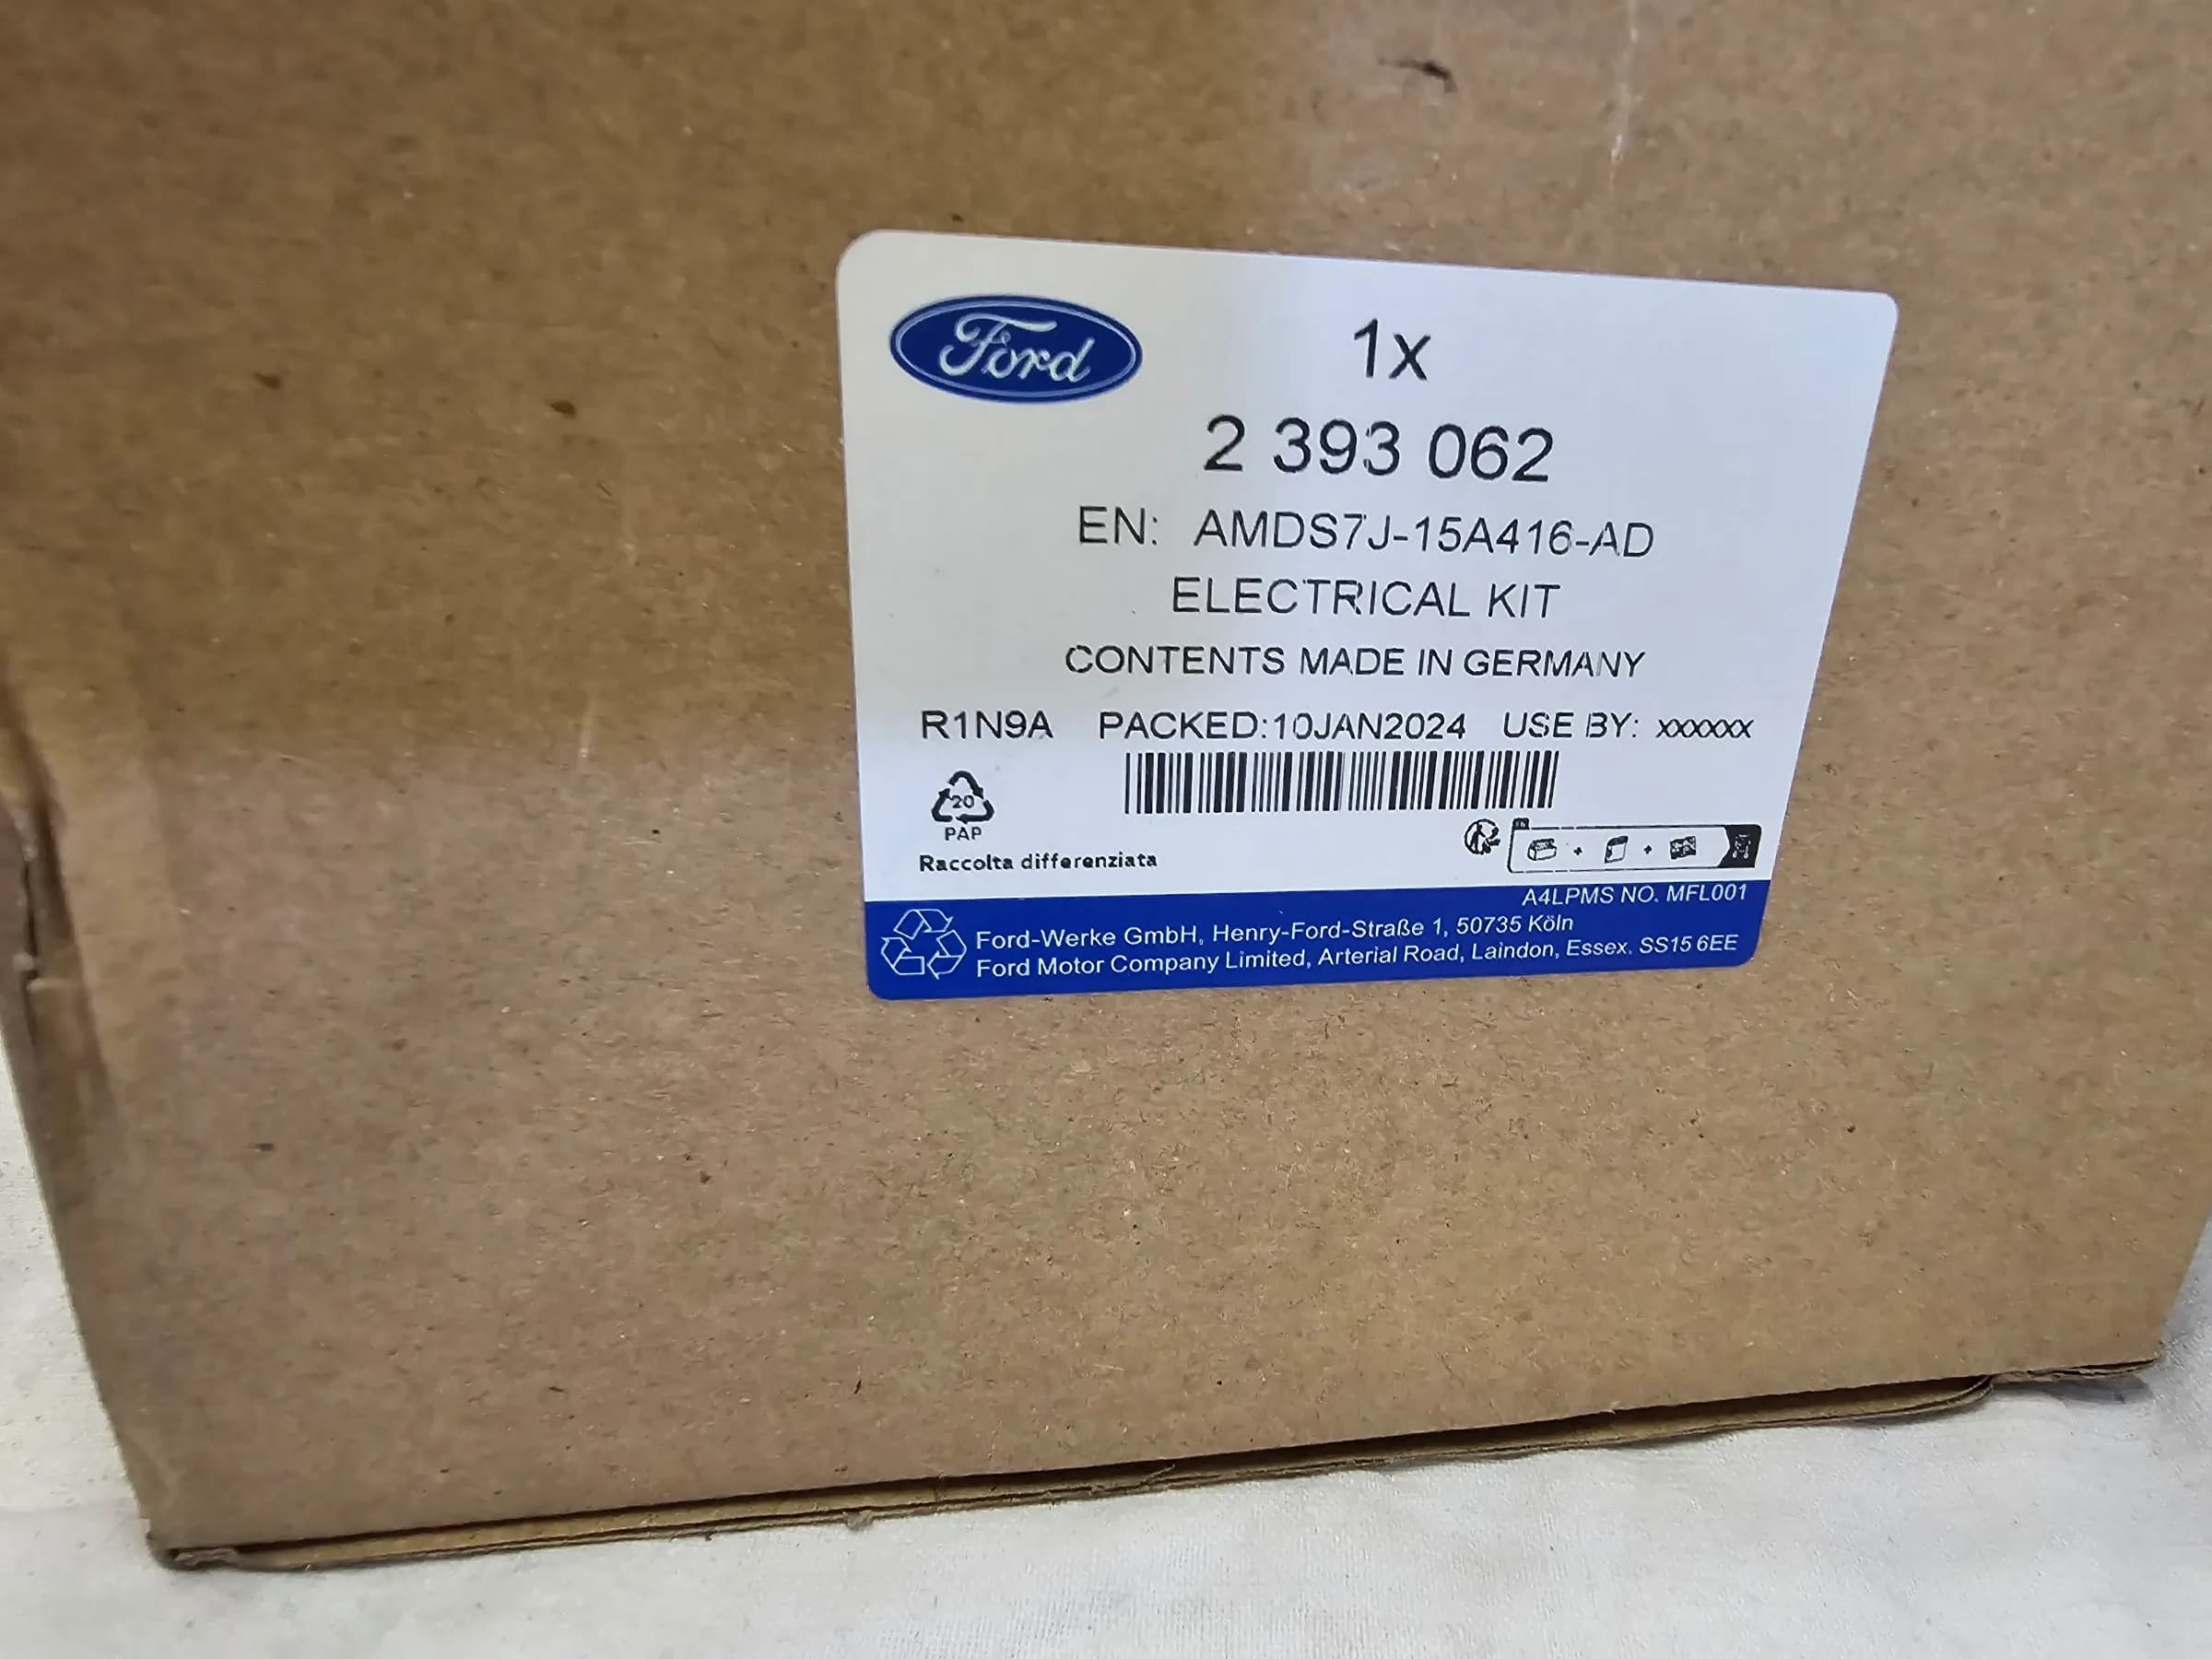 Ford
1x
2 393 062
EN: AMDS7J-15A416-AD
ELECTRICAL KIT
CONTENTS MADE IN GERMANY
R1N9A PACKED:10JAN2024 USE BY: xxxxxx
20
PAP
Raccolta differenziata
A4LPMS NO. MFL001
Ford-Werke GmbH, Henry-Ford-Straße 1, 50735 Köln
Ford Motor Company Limited, Arterial Road, Laindon, Essex. SS15 6EE